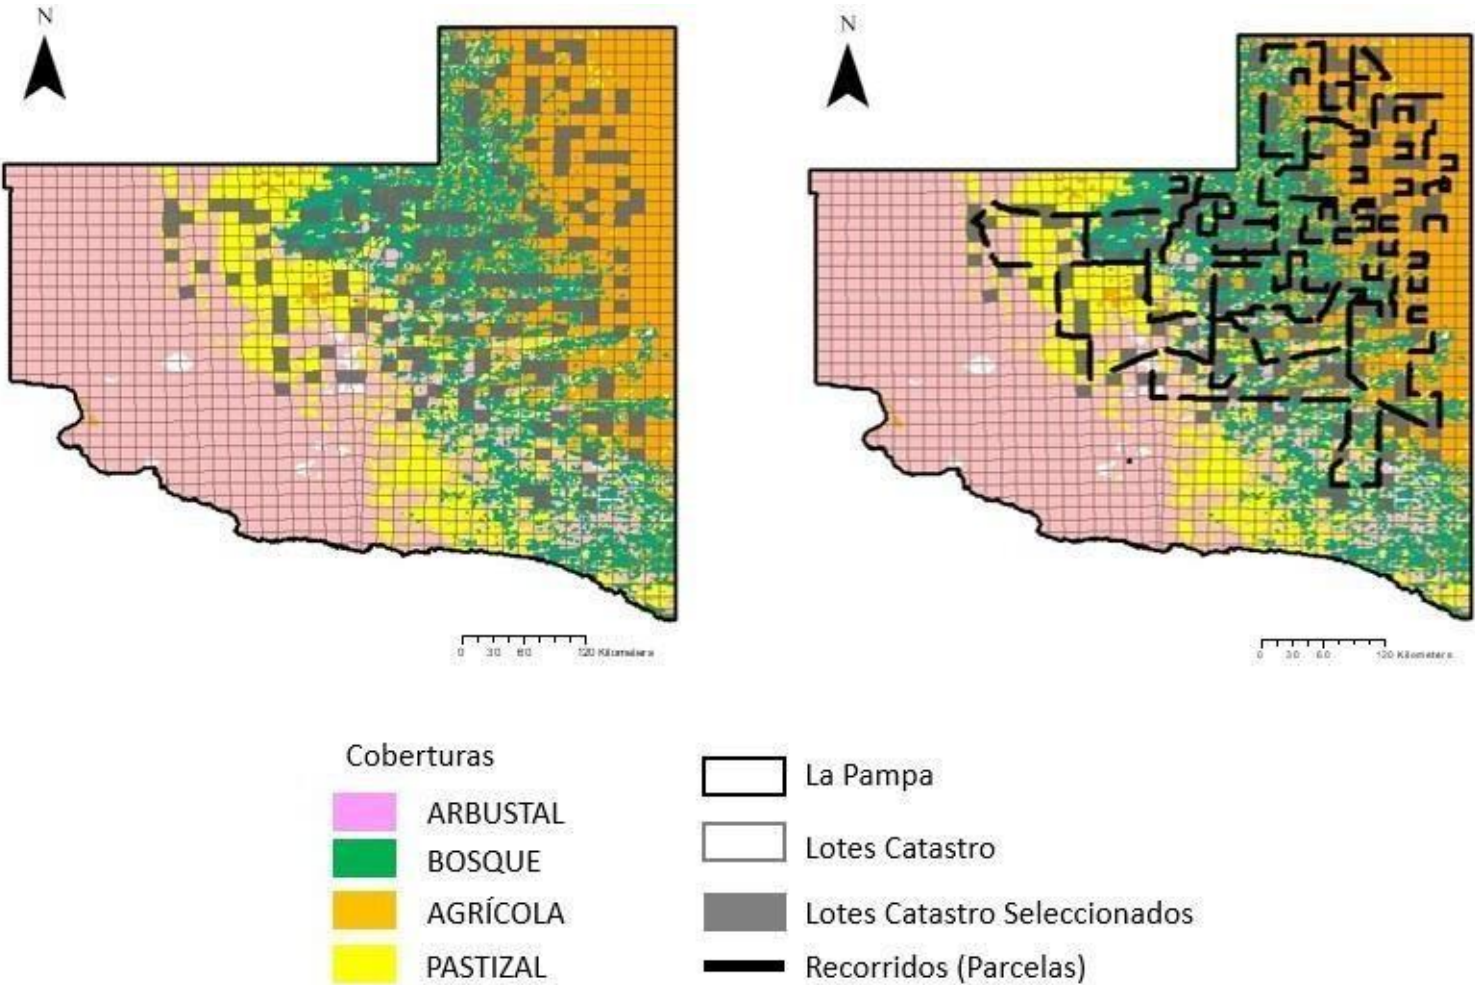 N
N
0 30 60 120 Kilometers
0 30 60 120 Kilometers
Coberturas
ARBUSTAL
BOSQUE
AGRÍCOLA
PASTIZAL
La Pampa
Lotes Catastro
Lotes Catastro Seleccionados
Recorridos (Parcelas)